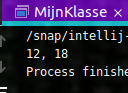 MijnKlasse ×
/snap/intellij-
12, 18
Process finishe